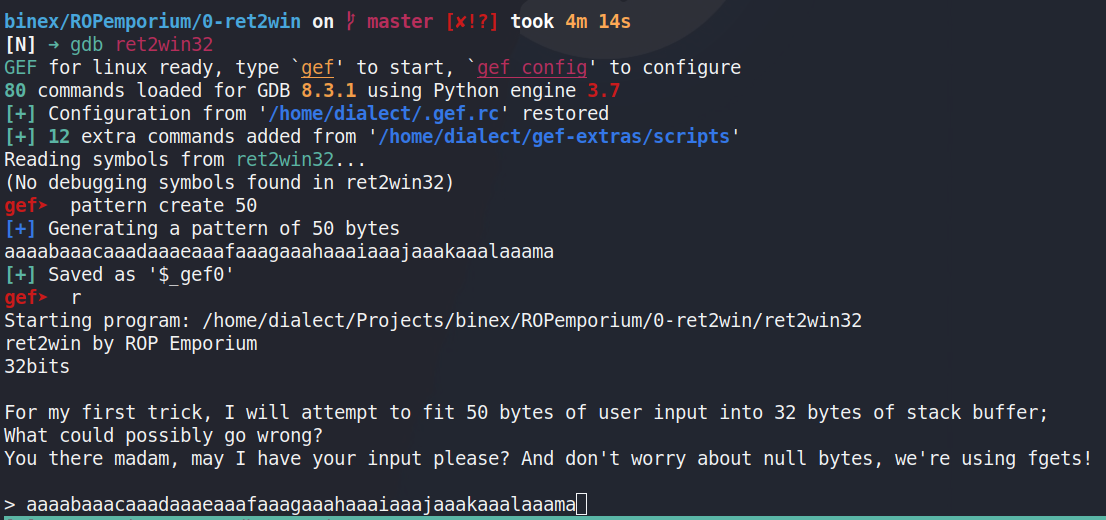 binex/ROPemporium/0-ret2win on ᚠ master [✘!?] took 4m 14s
[N] → gdb ret2win32
GEF for linux ready, type `gef' to start, `gef config' to configure
80 commands loaded for GDB 8.3.1 using Python engine 3.7
[+] Configuration from '/home/dialect/.gef.rc' restored
[+] 12 extra commands added from '/home/dialect/gef-extras/scripts'
Reading symbols from ret2win32...
(No debugging symbols found in ret2win32)
gef➤  pattern create 50
[+] Generating a pattern of 50 bytes
aaaabaaacaaadaaaeaaafaaagaaahaaaiaaajaaakaaalaaama
[+] Saved as '$_gef0'
gef➤  r
Starting program: /home/dialect/Projects/binex/ROPemporium/0-ret2win/ret2win32
ret2win by ROP Emporium
32bits
For my first trick, I will attempt to fit 50 bytes of user input into 32 bytes of stack buffer;
What could possibly go wrong?
You there madam, may I have your input please? And don't worry about null bytes, we're using fgets!
> aaaabaaacaaadaaaeaaafaaagaaahaaaiaaajaaakaaalaaama